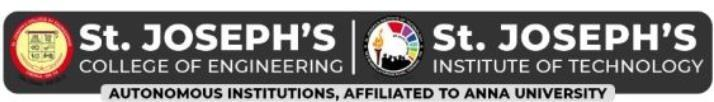 St. JOSEPH'S
COLLEGE OF ENGINEERING
St. JOSEPH'S
INSTITUTE OF TECHNOLOGY
AUTONOMOUS INSTITUTIONS, AFFILIATED TO ANNA UNIVERSITY